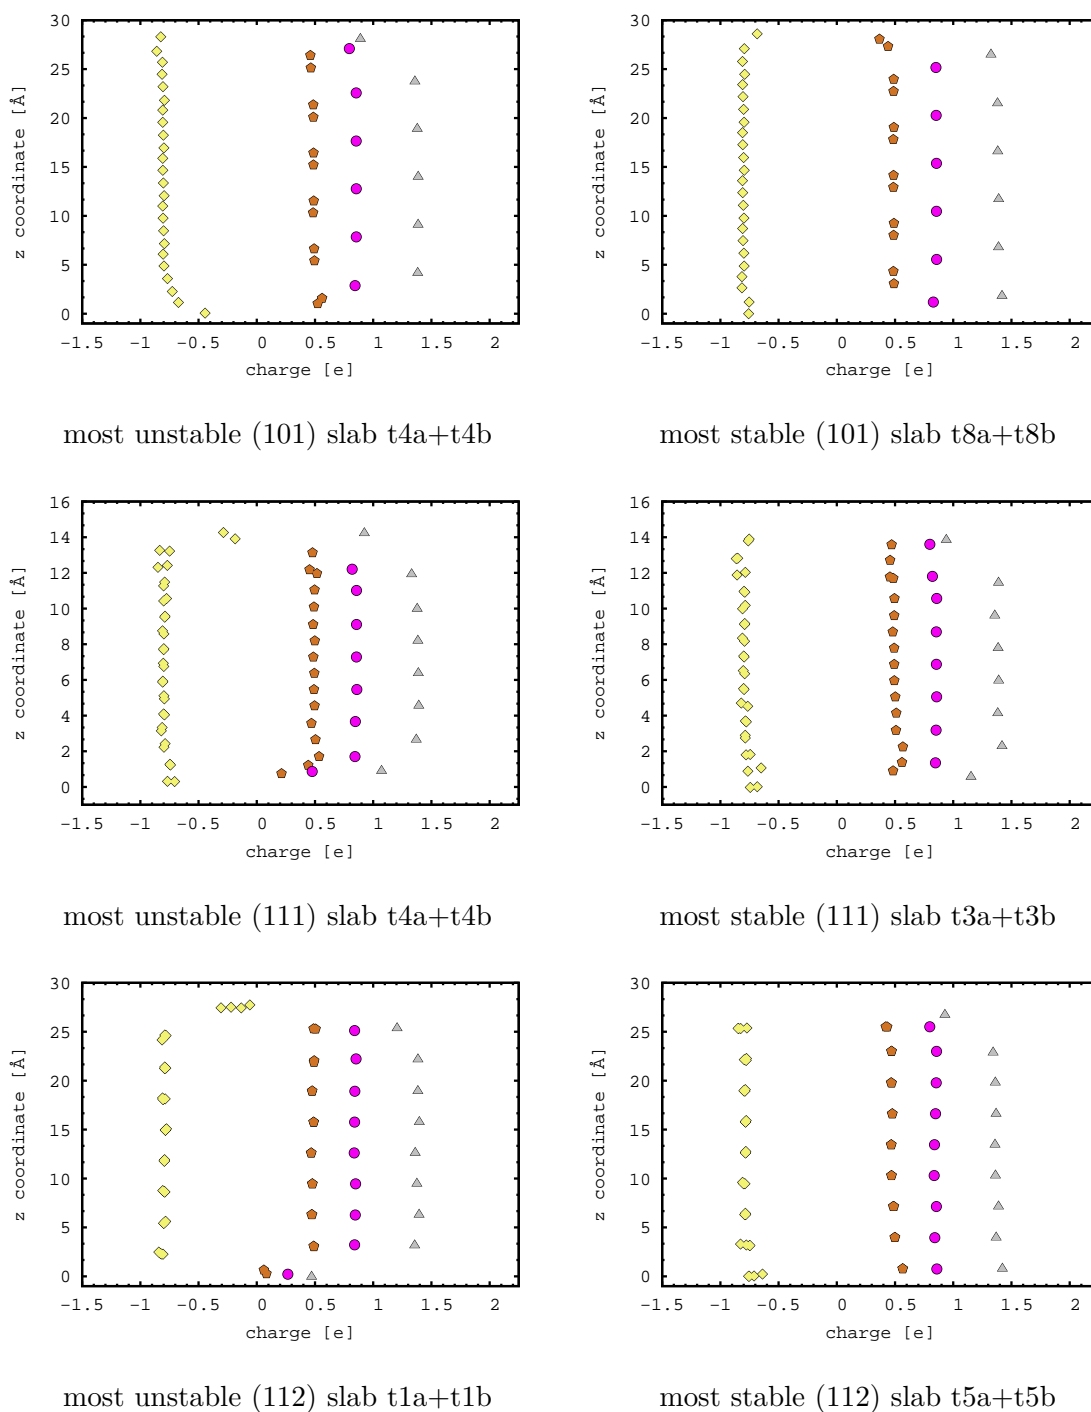 30
25
20
15
10
5
0
z coordinate [Å]
-1.5 -1 -0.5 0 0.5 1 1.5 2
charge [e]
most unstable (101) slab t4a+t4b
30
25
20
15
10
5
0
z coordinate [Å]
-1.5 -1 -0.5 0 0.5 1 1.5 2
charge [e]
most stable (101) slab t8a+t8b
16
14
12
10
8
6
4
2
0
z coordinate [Å]
-1.5 -1 -0.5 0 0.5 1 1.5 2
charge [e]
most unstable (111) slab t4a+t4b
16
14
12
10
8
6
4
2
0
z coordinate [Å]
-1.5 -1 -0.5 0 0.5 1 1.5 2
charge [e]
most stable (111) slab t3a+t3b
30
25
20
15
10
5
0
z coordinate [Å]
-1.5 -1 -0.5 0 0.5 1 1.5 2
charge [e]
most unstable (112) slab t1a+t1b
30
25
20
15
10
5
0
z coordinate [Å]
-1.5 -1 -0.5 0 0.5 1 1.5 2
charge [e]
most stable (112) slab t5a+t5b